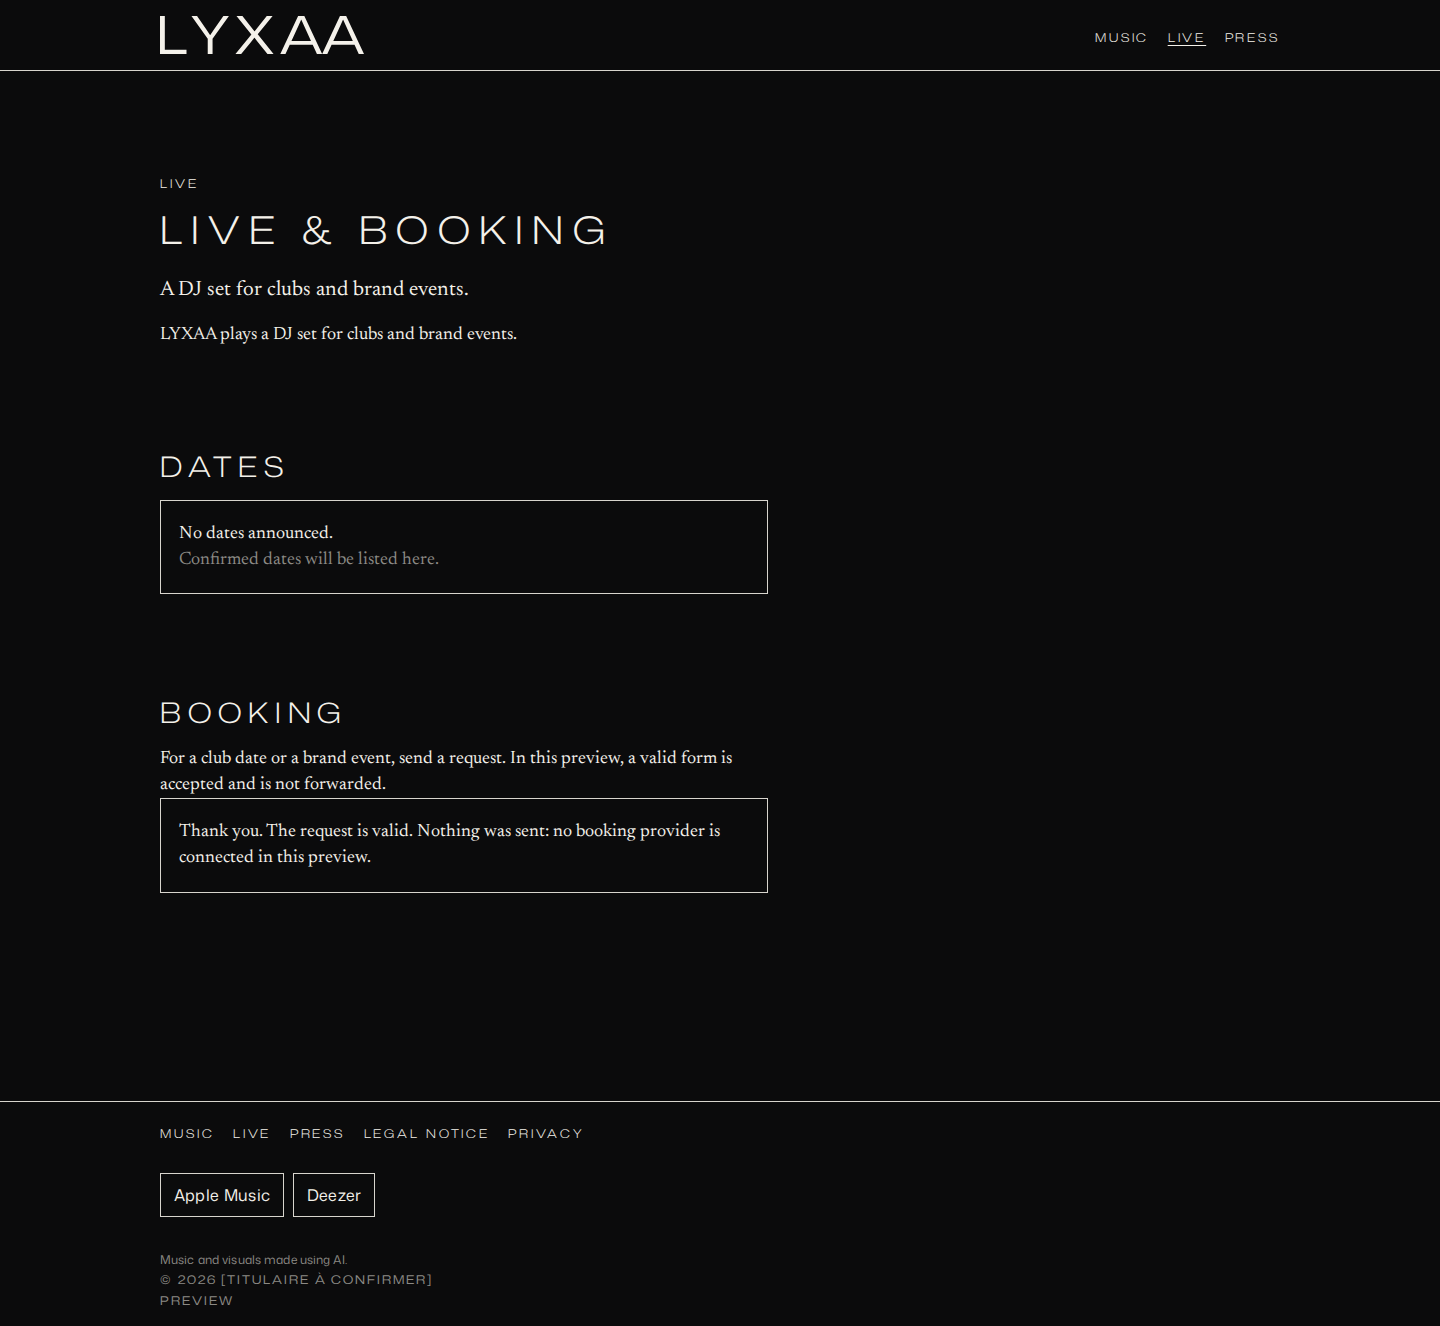 LYXAA
MUSIC LIVE PRESS
LIVE
LIVE & BOOKING
A DJ set for clubs and brand events.
LYXAA plays a DJ set for clubs and brand events.
DATES
No dates announced.
Confirmed dates will be listed here.
BOOKING
For a club date or a brand event, send a request. In this preview, a valid form is
accepted and is not forwarded.
Thank you. The request is valid. Nothing was sent: no booking provider is
connected in this preview.
MUSIC LIVE PRESS LEGAL NOTICE PRIVACY
Apple Music Deezer
Music and visuals made using AI.
© 2026 [TITULAIRE À CONFIRMER]
PREVIEW